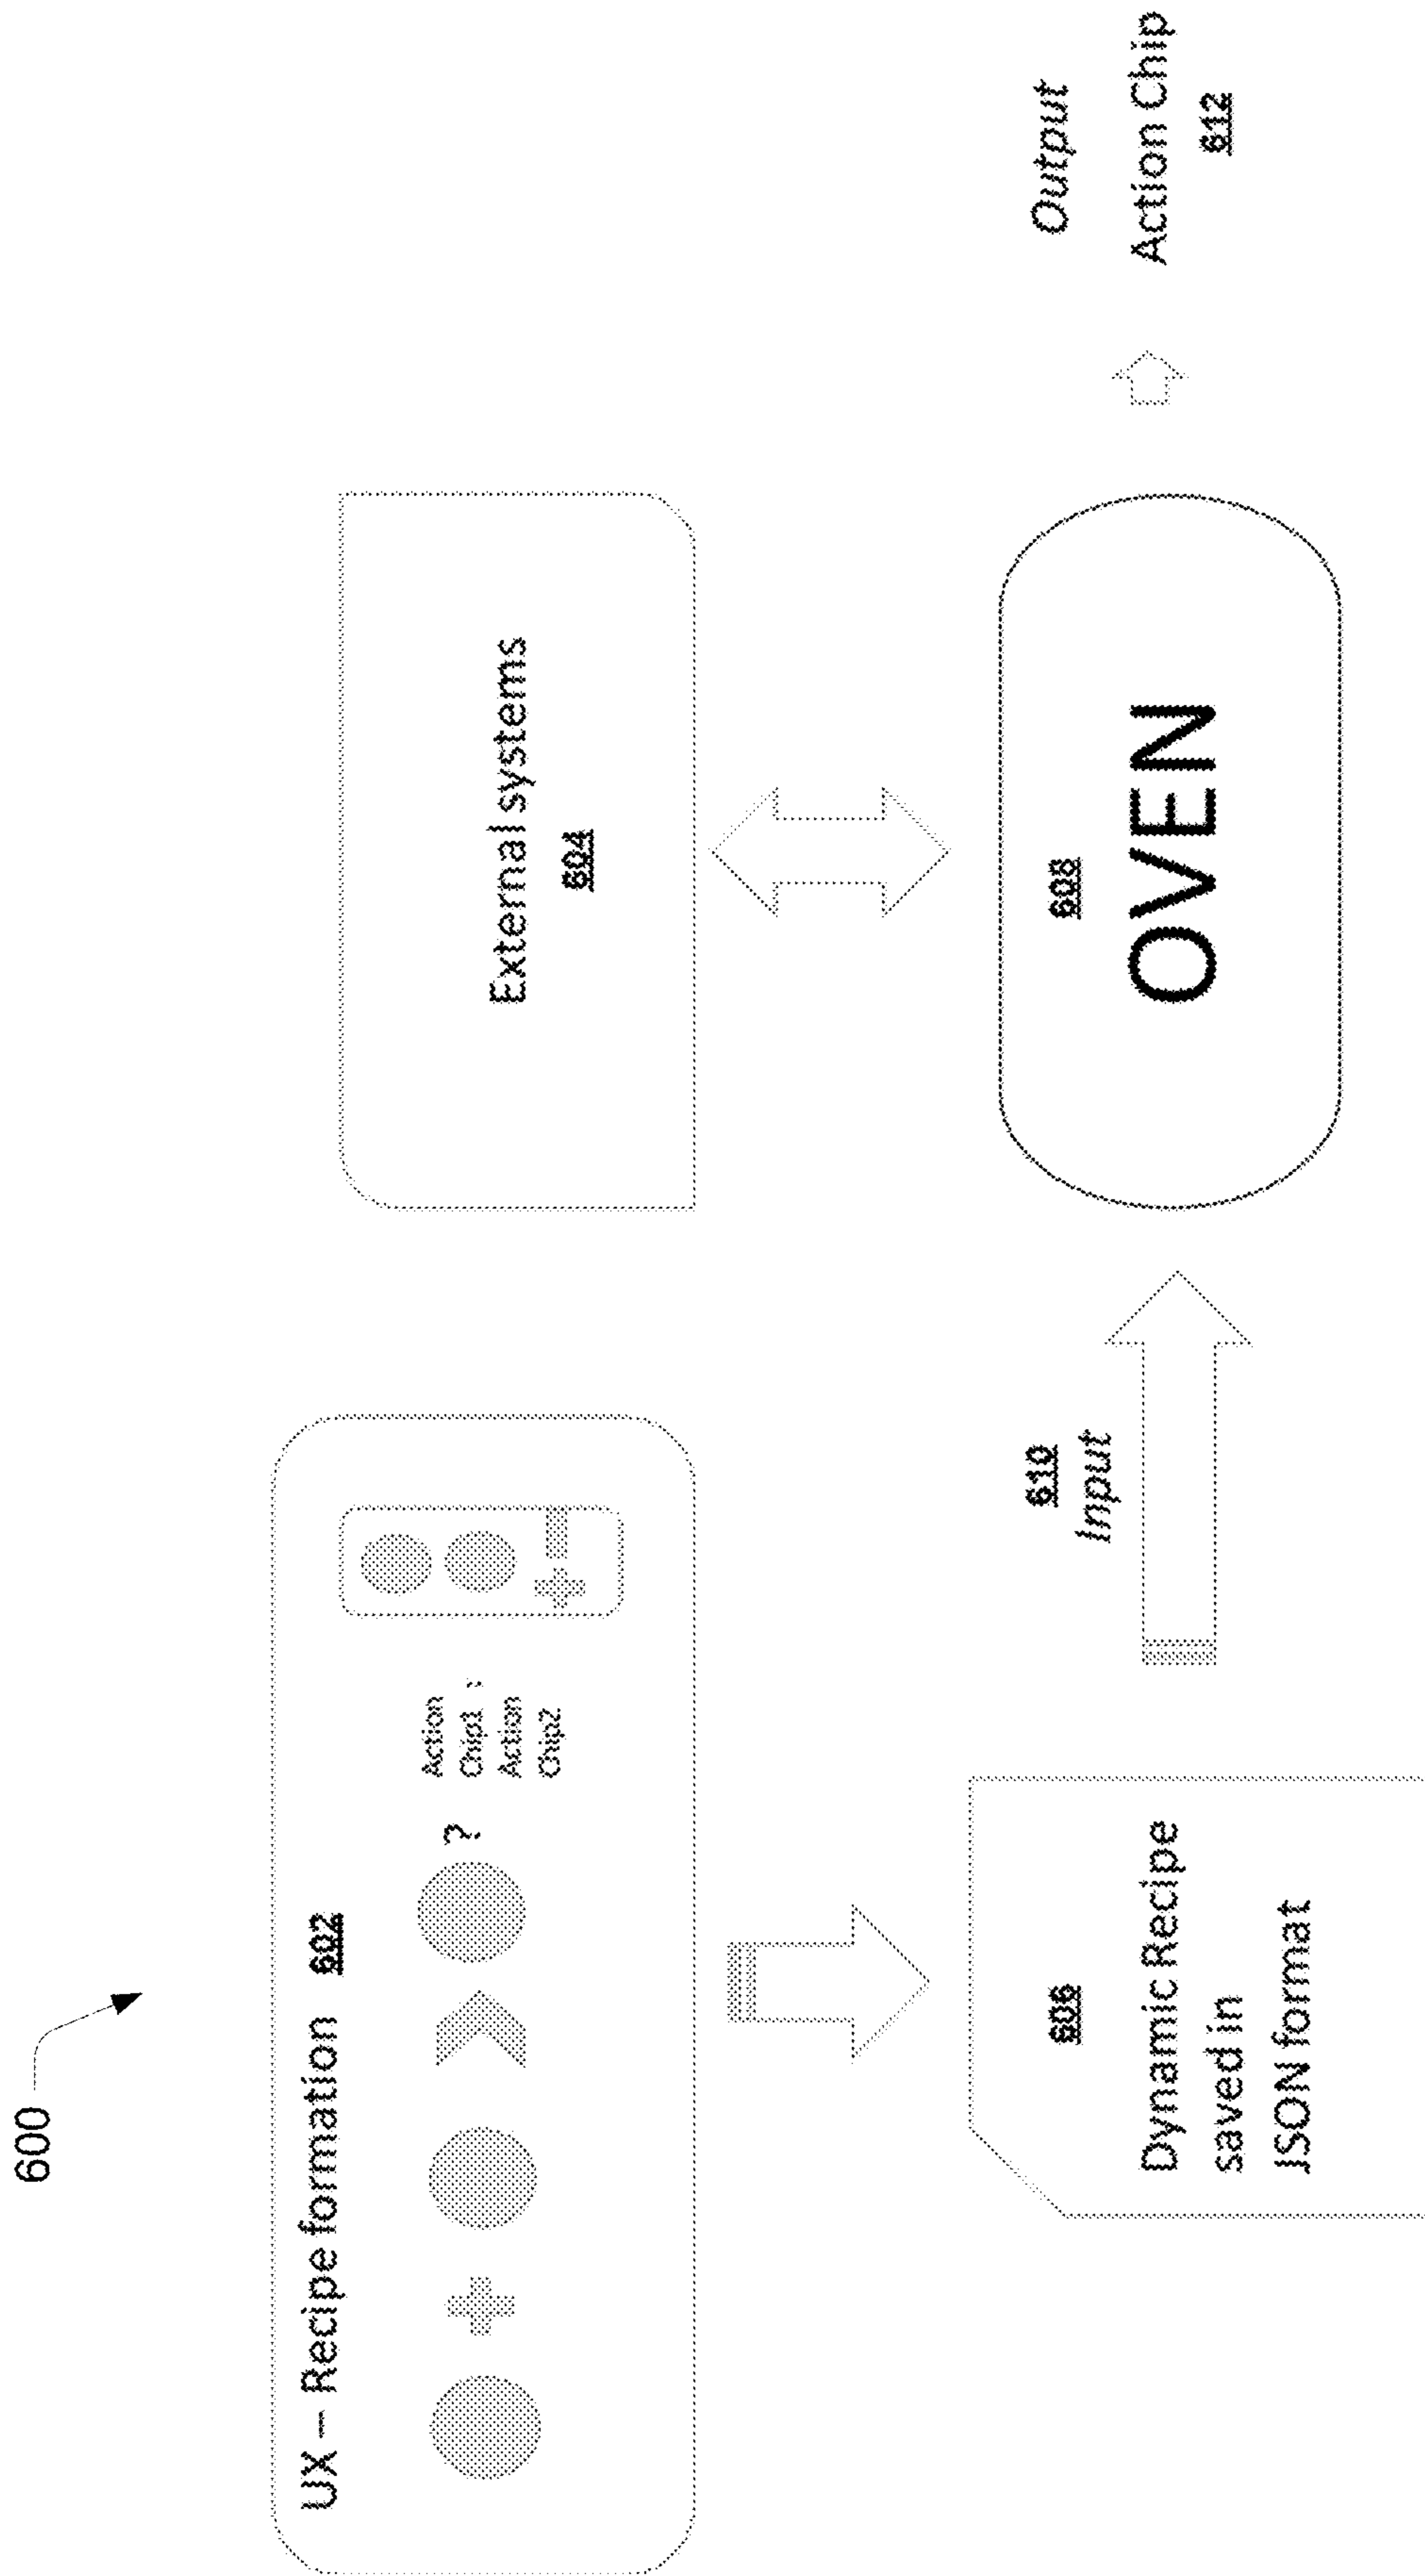 600
UX – Recipe formation 602
?
Action
Chip1 :
Action
Chip2
External systems
604
606
Dynamic Recipe
saved in
JSON format
610
Input
608
OVEN
Output
Action Chip
612